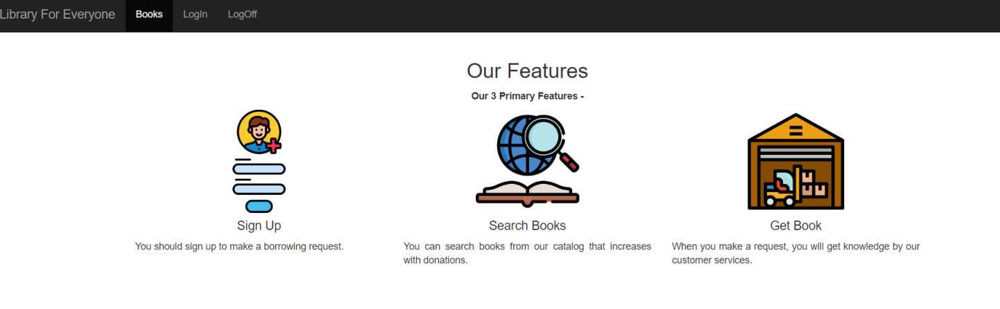 Library For Everyone Books LogIn LogOff
Our Features
Our 3 Primary Features -
Sign Up
You should sign up to make a borrowing request.
Search Books
You can search books from our catalog that increases
with donations.
Get Book
When you make a request, you will get knowledge by our
customer services.